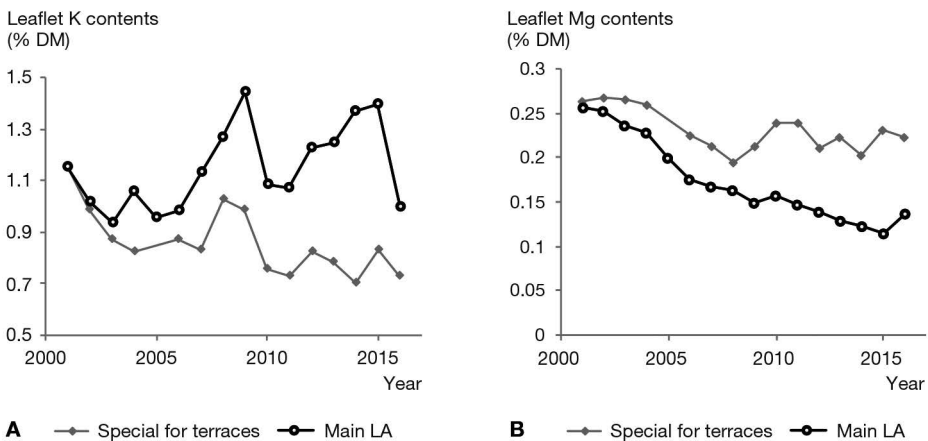 Leaflet K contents
(% DM)
1.5
1.3
1.1
0.9
0.7
0.5
2000 2005 2010 2015
Year
A Special for terraces Main LA
Leaflet Mg contents
(% DM)
0.3
0.25
0.2
0.15
0.1
0.05
0
2000 2005 2010 2015
Year
B Special for terraces Main LA